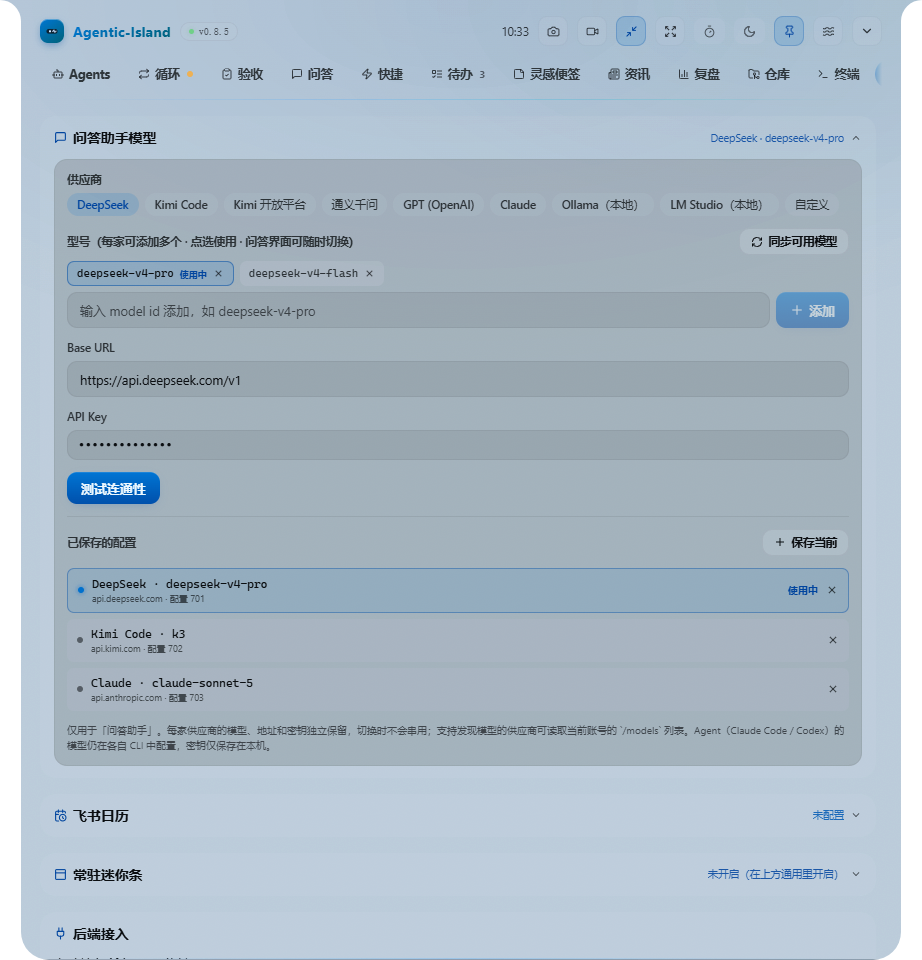 Agentic-Island
v0.8.5
10:33
Agents
循环
验收
问答
快捷
待办 3
灵感便签
资讯
复盘
仓库
终端
问答助手模型
DeepSeek · deepseek-v4-pro
供应商
DeepSeek
Kimi Code
Kimi 开放平台
通义千问
GPT (OpenAI)
Claude
Ollama（本地）
LM Studio（本地）
自定义
型号（每家可添加多个 · 点选使用 · 问答界面可随时切换）
同步可用模型
deepseek-v4-pro 使用中 ×
deepseek-v4-flash ×
输入 model id 添加，如 deepseek-v4-pro
+ 添加
Base URL
https://api.deepseek.com/v1
API Key
••••••••••••••
测试连通性
已保存的配置
+ 保存当前
DeepSeek · deepseek-v4-pro
api.deepseek.com · 配置 701
使用中 ×
Kimi Code · k3
api.kimi.com · 配置 702
×
Claude · claude-sonnet-5
api.anthropic.com · 配置 703
×
仅用于「问答助手」。每家供应商的模型、地址和密钥独立保留，切换时不会串用；支持发现模型的供应商可读取当前账号的 `/models` 列表。Agent（Claude Code / Codex）的
模型仍在各自 CLI 中配置，密钥仅保存在本机。
飞书日历
未配置
常驻迷你条
未开启（在上方通用里开启）
后端接入